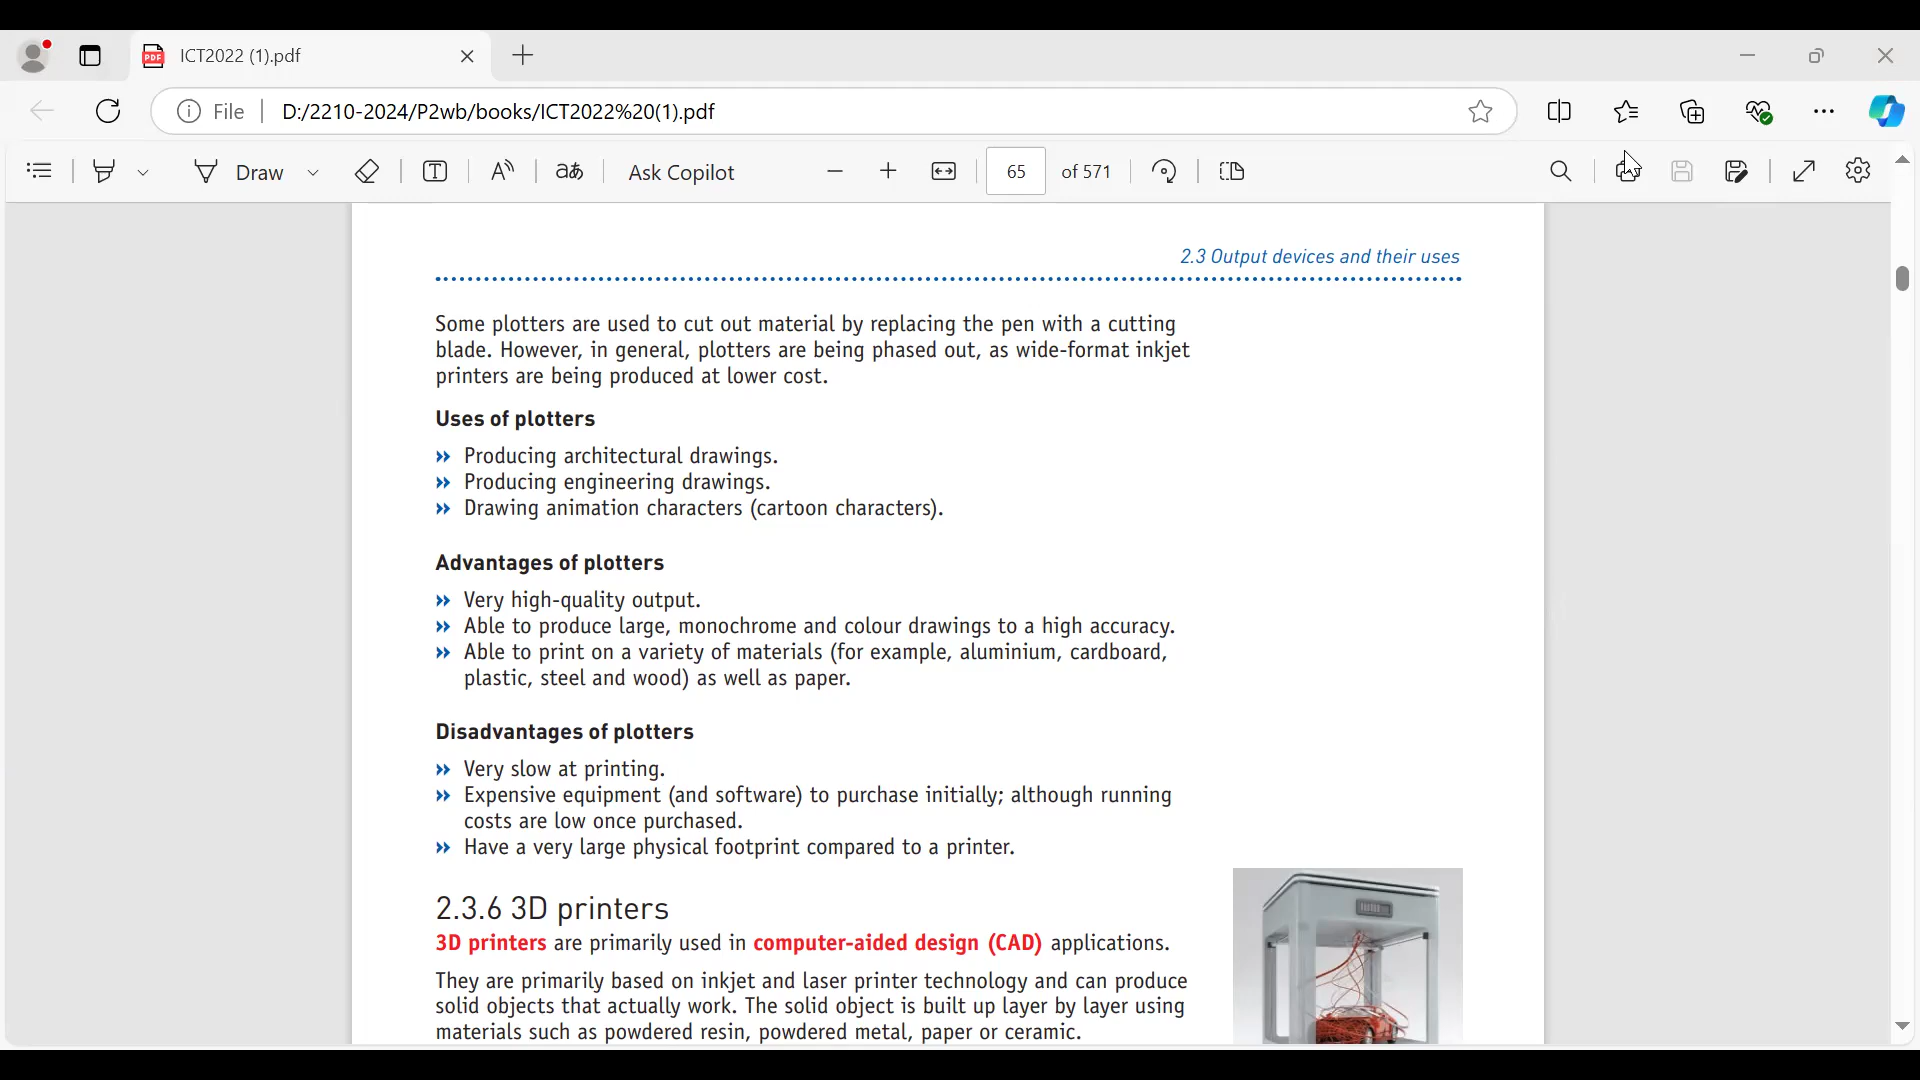 ICT2022 (1).pdf
File
D:/2210-2024/P2wb/books/ICT2022%20(1).pdf
Draw
Ask Copilot
65
of 571
2.3 Output devices and their uses
Some plotters are used to cut out material by replacing the pen with a cutting
blade. However, in general, plotters are being phased out, as wide-format inkjet
printers are being produced at lower cost.
Uses of plotters
» Producing architectural drawings.
» Producing engineering drawings.
» Drawing animation characters (cartoon characters).
Advantages of plotters
» Very high-quality output.
» Able to produce large, monochrome and colour drawings to a high accuracy.
» Able to print on a variety of materials (for example, aluminium, cardboard,
plastic, steel and wood) as well as paper.
Disadvantages of plotters
» Very slow at printing.
» Expensive equipment (and software) to purchase initially; although running
costs are low once purchased.
» Have a very large physical footprint compared to a printer.
2.3.6 3D printers
3D printers are primarily used in computer-aided design (CAD) applications.
They are primarily based on inkjet and laser printer technology and can produce
solid objects that actually work. The solid object is built up layer by layer using
materials such as powdered resin, powdered metal, paper or ceramic.